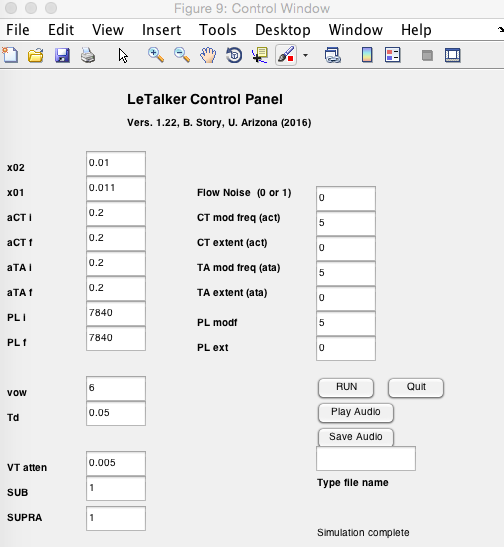 Figure 9: Control Window
File Edit View Insert Tools Desktop Window Help
LeTalker Control Panel
Vers. 1.22, B. Story, U. Arizona (2016)
x02 0.01
x01 0.011
aCT i 0.2
aCT f 0.2
aTA i 0.2
aTA f 0.2
PL i 7840
PL f 7840
Flow Noise (0 or 1) 0
CT mod freq (act) 5
CT extent (act) 0
TA mod freq (ata) 5
TA extent (ata) 0
PL modf 5
PL ext 0
vow 6
Td 0.05
RUN Quit
Play Audio
Save Audio
VT atten 0.005
SUB 1
SUPRA 1
Type file name
Simulation complete